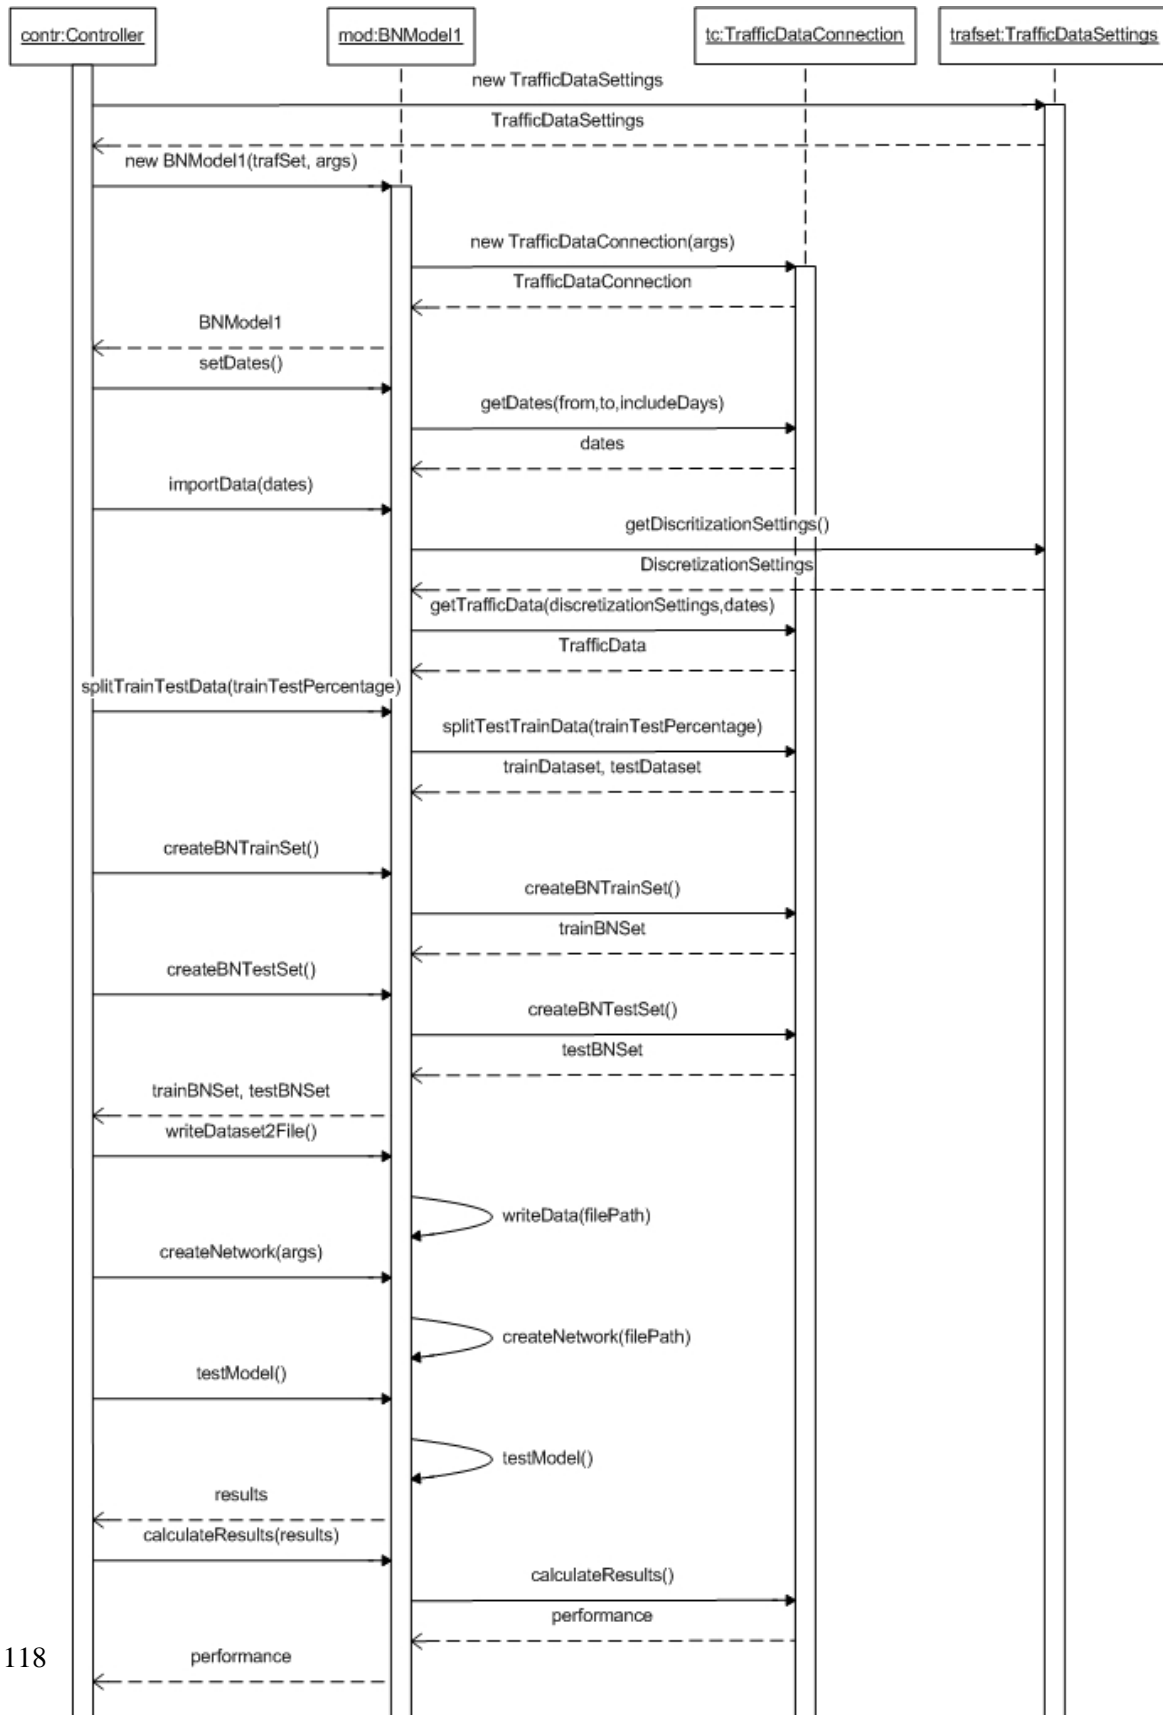 contr:Controller
mod:BNModel1
tc:TrafficDataConnection
trafset:TrafficDataSettings
new TrafficDataSettings
TrafficDataSettings
new BNModel1(trafSet, args)
new TrafficDataConnection(args)
TrafficDataConnection
BNModel1
setDates()
getDates(from,to,includeDays)
dates
importData(dates)
getDiscritizationSettings()
DiscretizationSettings
getTrafficData(discretizationSettings,dates)
TrafficData
splitTrainTestData(trainTestPercentage)
splitTestTrainData(trainTestPercentage)
trainDataset, testDataset
createBNTrainSet()
createBNTrainSet()
trainBNSet
createBNTestSet()
createBNTestSet()
testBNSet
trainBNSet, testBNSet
writeDataset2File()
writeData(filePath)
createNetwork(args)
createNetwork(filePath)
testModel()
testModel()
results
calculateResults(results)
calculateResults()
performance
118
performance